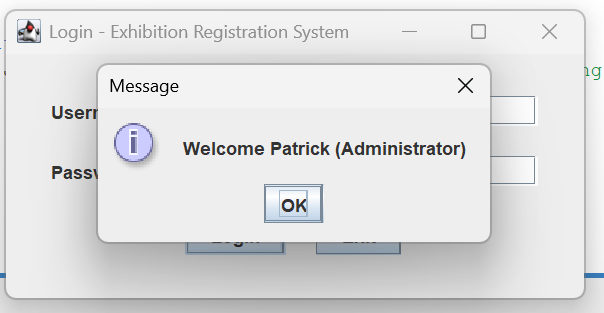 Login - Exhibition Registration System
Message
Welcome Patrick (Administrator)
OK